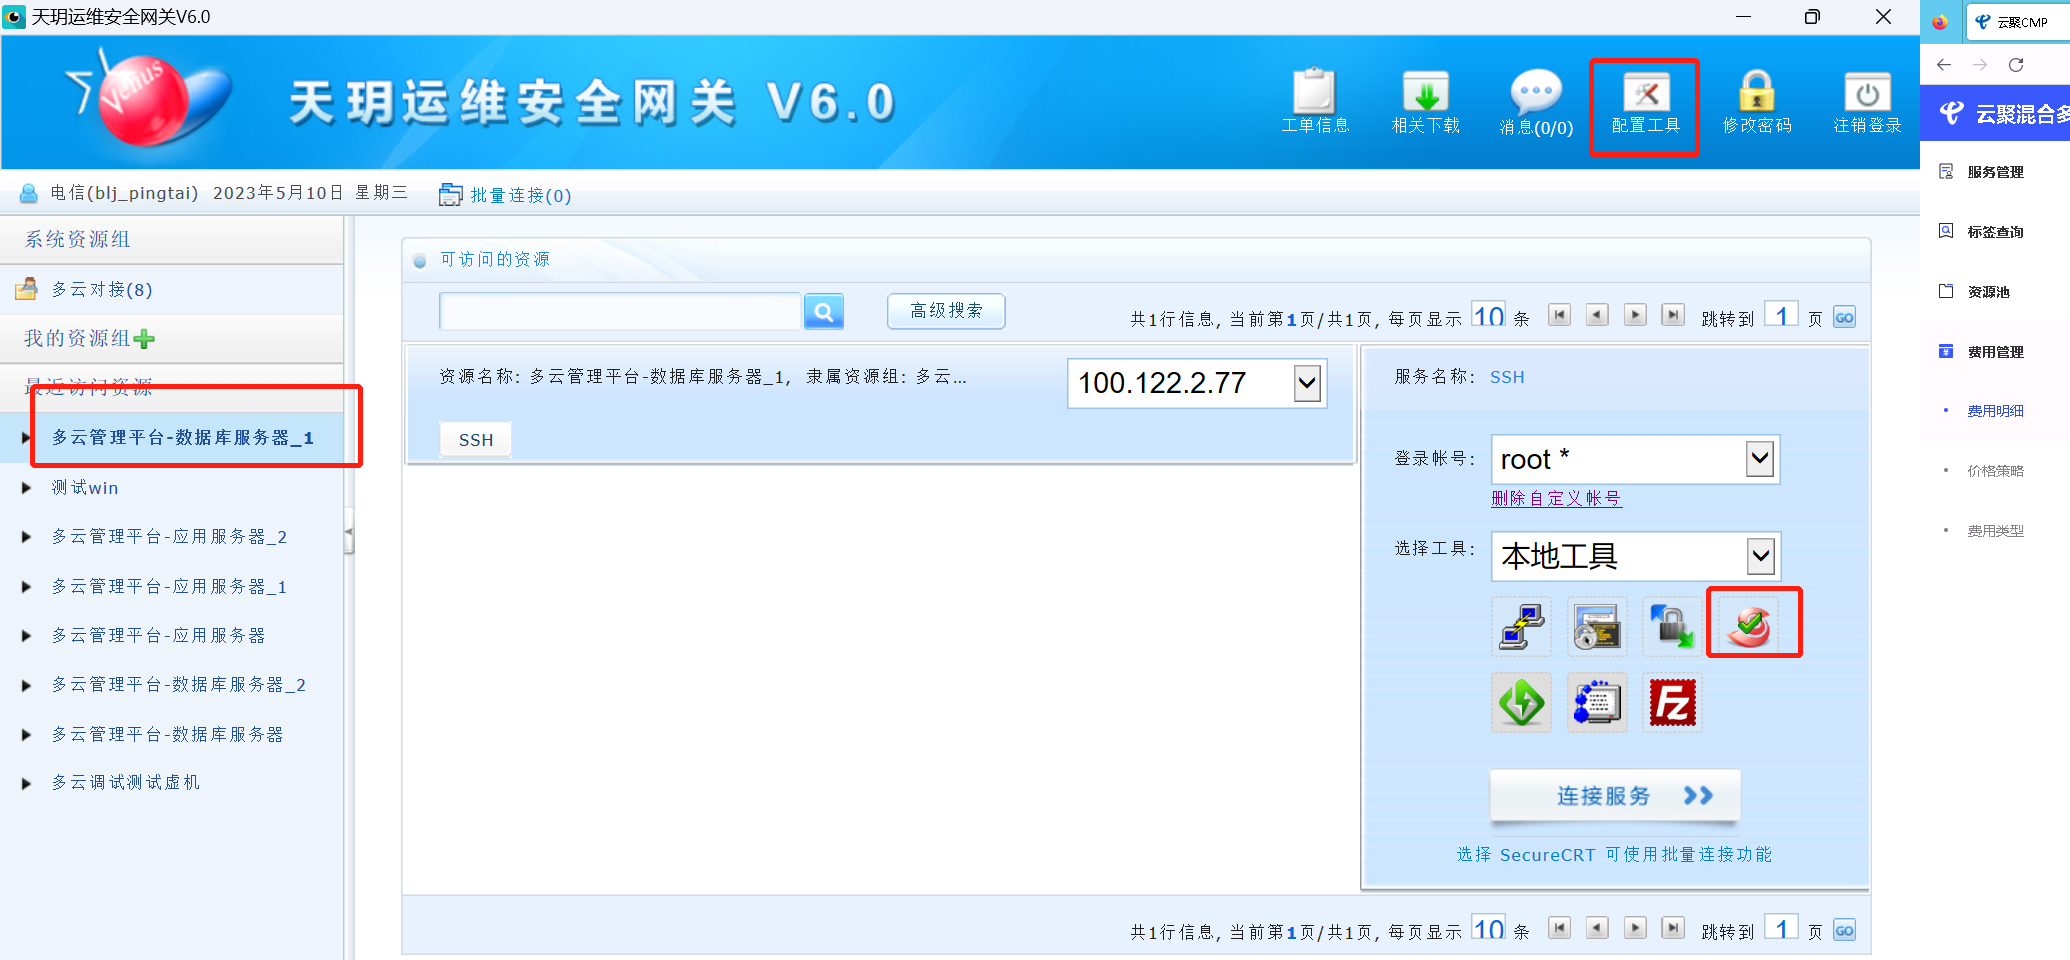 天玥运维安全网关V6.0
云聚CMP
Venus
天玥运维安全网关 V6.0
工单信息
相关下载
消息(0/0)
配置工具
修改密码
注销登录
云聚混合多
电信(blj_pingtai) 2023年5月10日 星期三
批量连接(0)
系统资源组
多云对接(8)
我的资源组
最近访问资源
多云管理平台-数据库服务器_1
测试win
多云管理平台-应用服务器_2
多云管理平台-应用服务器_1
多云管理平台-应用服务器
多云管理平台-数据库服务器_2
多云管理平台-数据库服务器
多云调试测试虚机
可访问的资源
高级搜索
共1行信息, 当前第1页/共1页, 每页显示 10 条 跳转到 1 页 GO
资源名称: 多云管理平台-数据库服务器_1, 隶属资源组: 多云...
100.122.2.77
SSH
服务名称: SSH
登录帐号: root *
删除自定义帐号
选择工具: 本地工具
FZ
连接服务
选择 SecureCRT 可使用批量连接功能
共1行信息, 当前第1页/共1页, 每页显示 10 条 跳转到 1 页 GO
服务管理
标签查询
资源池
费用管理
费用明细
价格策略
费用类型